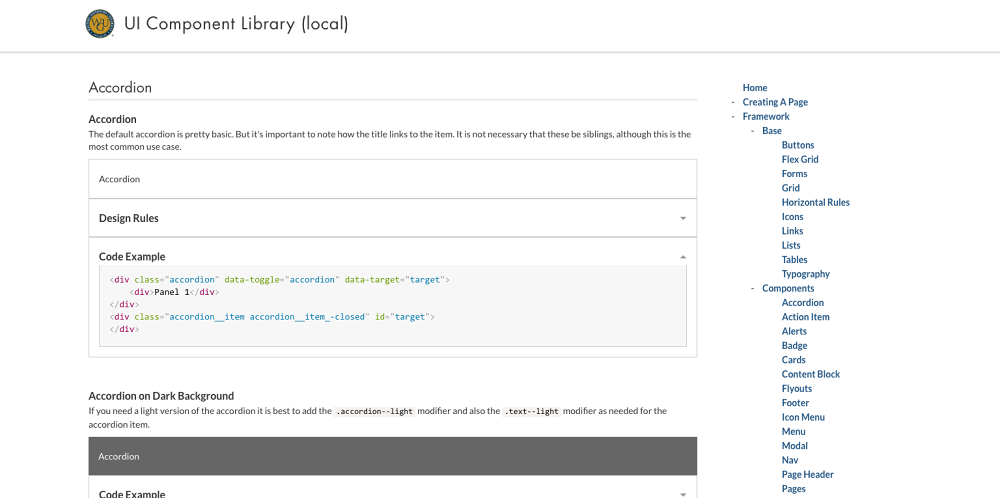 WGU
UI Component Library (local)
Accordion
Accordion
The default accordion is pretty basic. But it's important to note how the title links to the item. It is not necessary that these be siblings, although this is the
most common use case.
Accordion
Design Rules
Code Example
<div class="accordion" data-toggle="accordion" data-target="target">
    <div>Panel 1</div>
</div>
<div class="accordion__item accordion__item_-closed" id="target">
</div>
Accordion on Dark Background
If you need a light version of the accordion it is best to add the .accordion--light modifier and also the .text--light modifier as needed for the
accordion item.
Accordion
Code Example
Home
- Creating A Page
- Framework
- Base
Buttons
Flex Grid
Forms
Grid
Horizontal Rules
Icons
Links
Lists
Tables
Typography
- Components
Accordion
Action Item
Alerts
Badge
Cards
Content Block
Flyouts
Footer
Icon Menu
Menu
Modal
Nav
Page Header
Pages